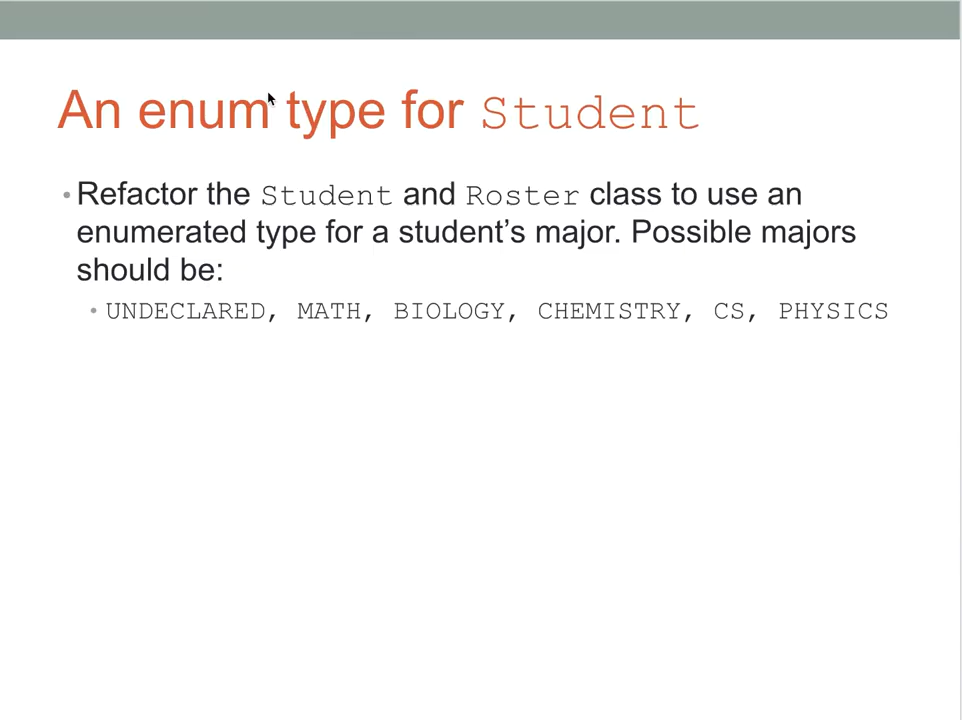 An enum type for Student
• Refactor the Student and Roster class to use an
enumerated type for a student’s major. Possible majors
should be:
• UNDECLARED, MATH, BIOLOGY, CHEMISTRY, CS, PHYSICS